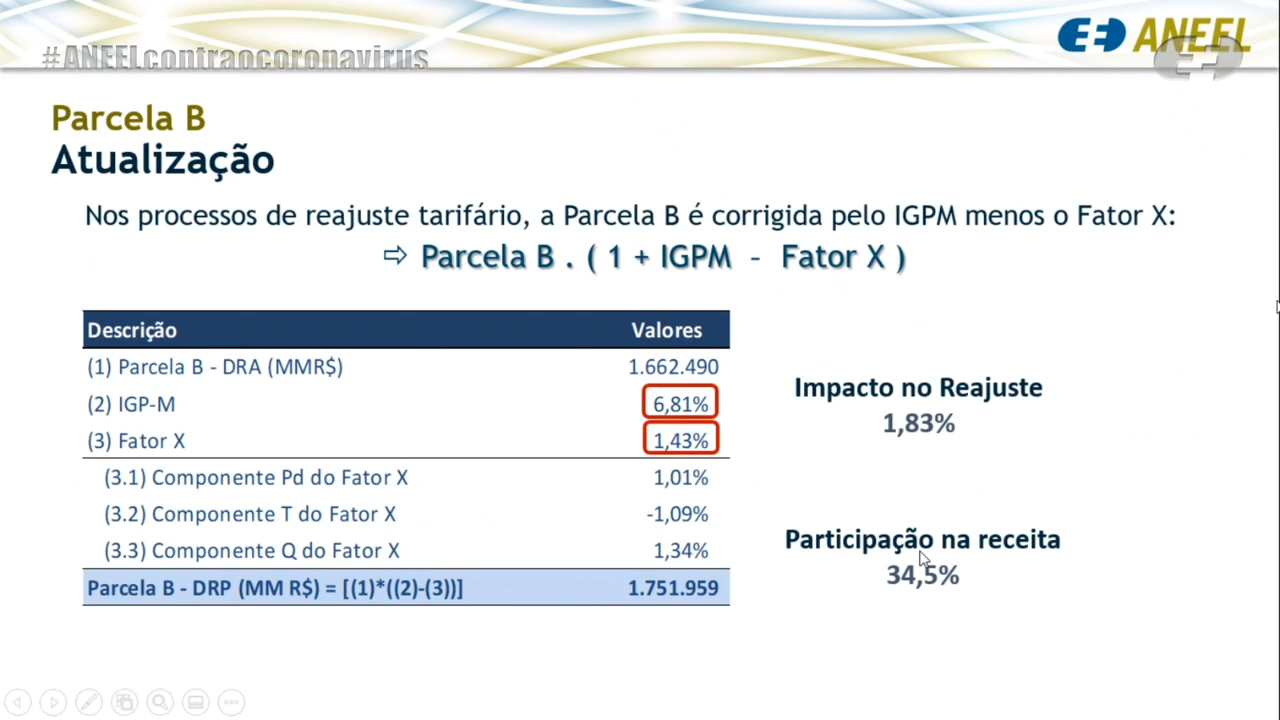 #ANEELcontraocoronavirus
ANEEL
Parcela B
Atualização
Nos processos de reajuste tarifário, a Parcela B é corrigida pelo IGPM menos o Fator X:
⇨ Parcela B . ( 1 + IGPM - Fator X )
Descrição Valores
(1) Parcela B - DRA (MMR$) 1.662.490
(2) IGP-M 6,81%
(3) Fator X 1,43%
(3.1) Componente Pd do Fator X 1,01%
(3.2) Componente T do Fator X -1,09%
(3.3) Componente Q do Fator X 1,34%
Parcela B - DRP (MM R$) = [(1)*((2)-(3))] 1.751.959
Impacto no Reajuste
1,83%
Participação na receita
34,5%